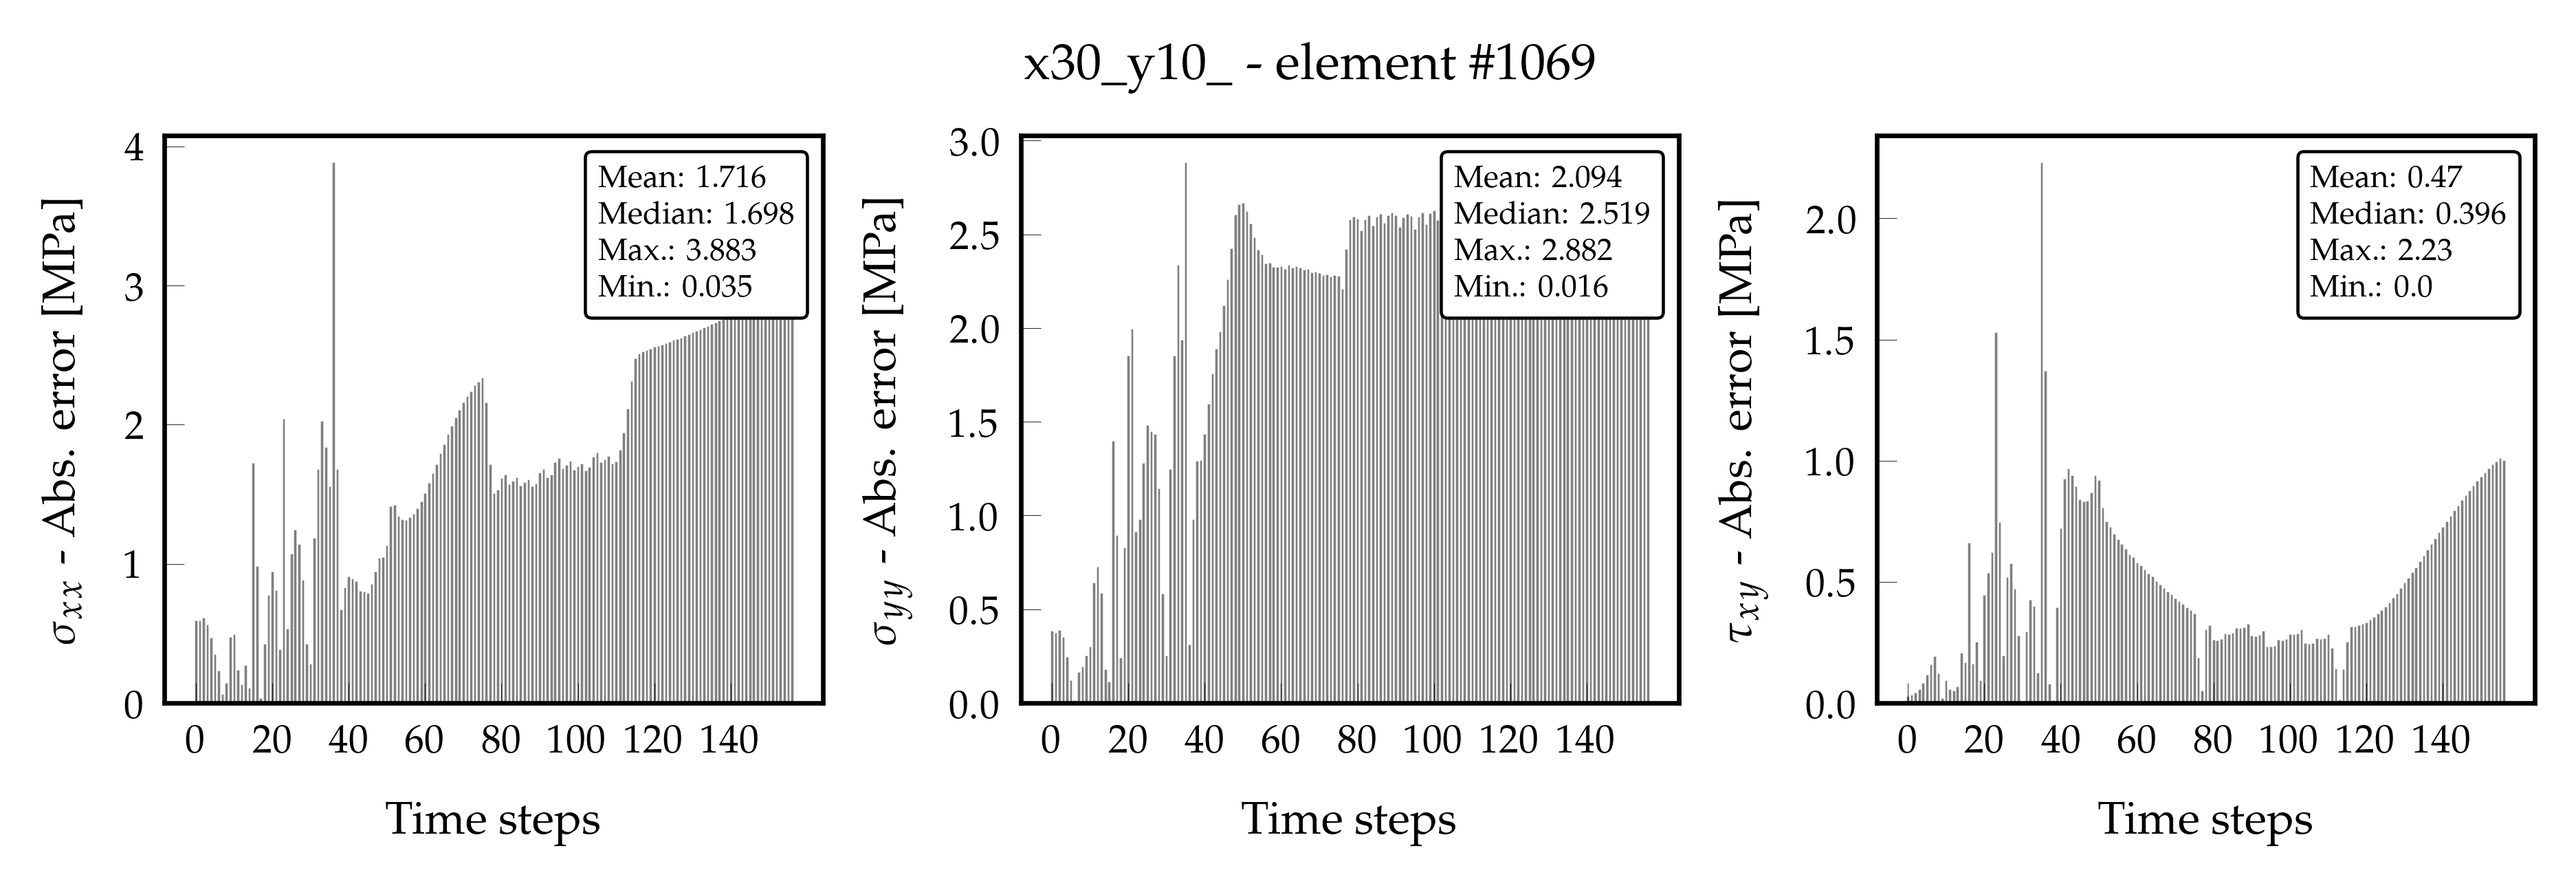 x30_y10_ - element #1069
σxx - Abs. error [MPa]
4
3
2
1
0
Mean: 1.716
Median: 1.698
Max.: 3.883
Min.: 0.035
0 20 40 60 80 100 120 140
Time steps
σyy - Abs. error [MPa]
3.0
2.5
2.0
1.5
1.0
0.5
0.0
Mean: 2.094
Median: 2.519
Max.: 2.882
Min.: 0.016
0 20 40 60 80 100 120 140
Time steps
τxy - Abs. error [MPa]
2.0
1.5
1.0
0.5
0.0
Mean: 0.47
Median: 0.396
Max.: 2.23
Min.: 0.0
0 20 40 60 80 100 120 140
Time steps